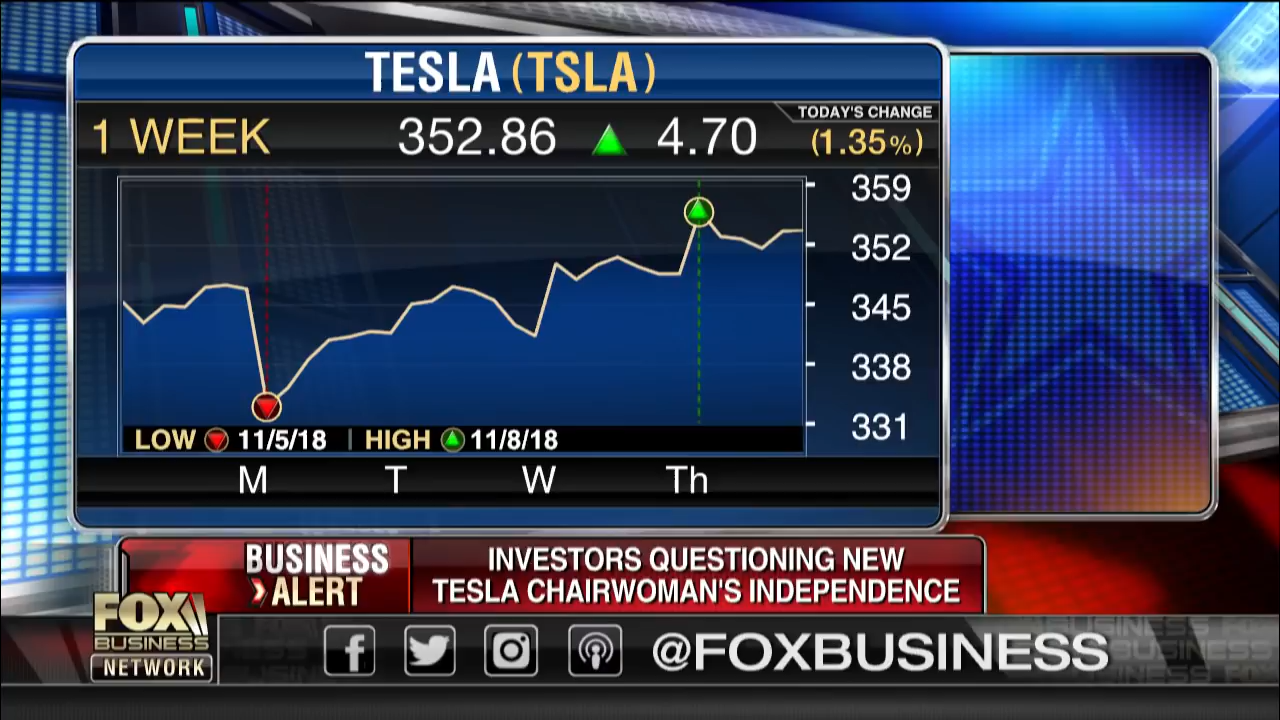 TESLA (TSLA)
1 WEEK 352.86 4.70 TODAY'S CHANGE (1.35%)
359
352
345
338
331
LOW 11/5/18 | HIGH 11/8/18
M T W Th
BUSINESS ALERT
INVESTORS QUESTIONING NEW
TESLA CHAIRWOMAN'S INDEPENDENCE
FOX
BUSINESS
NETWORK
@FOXBUSINESS